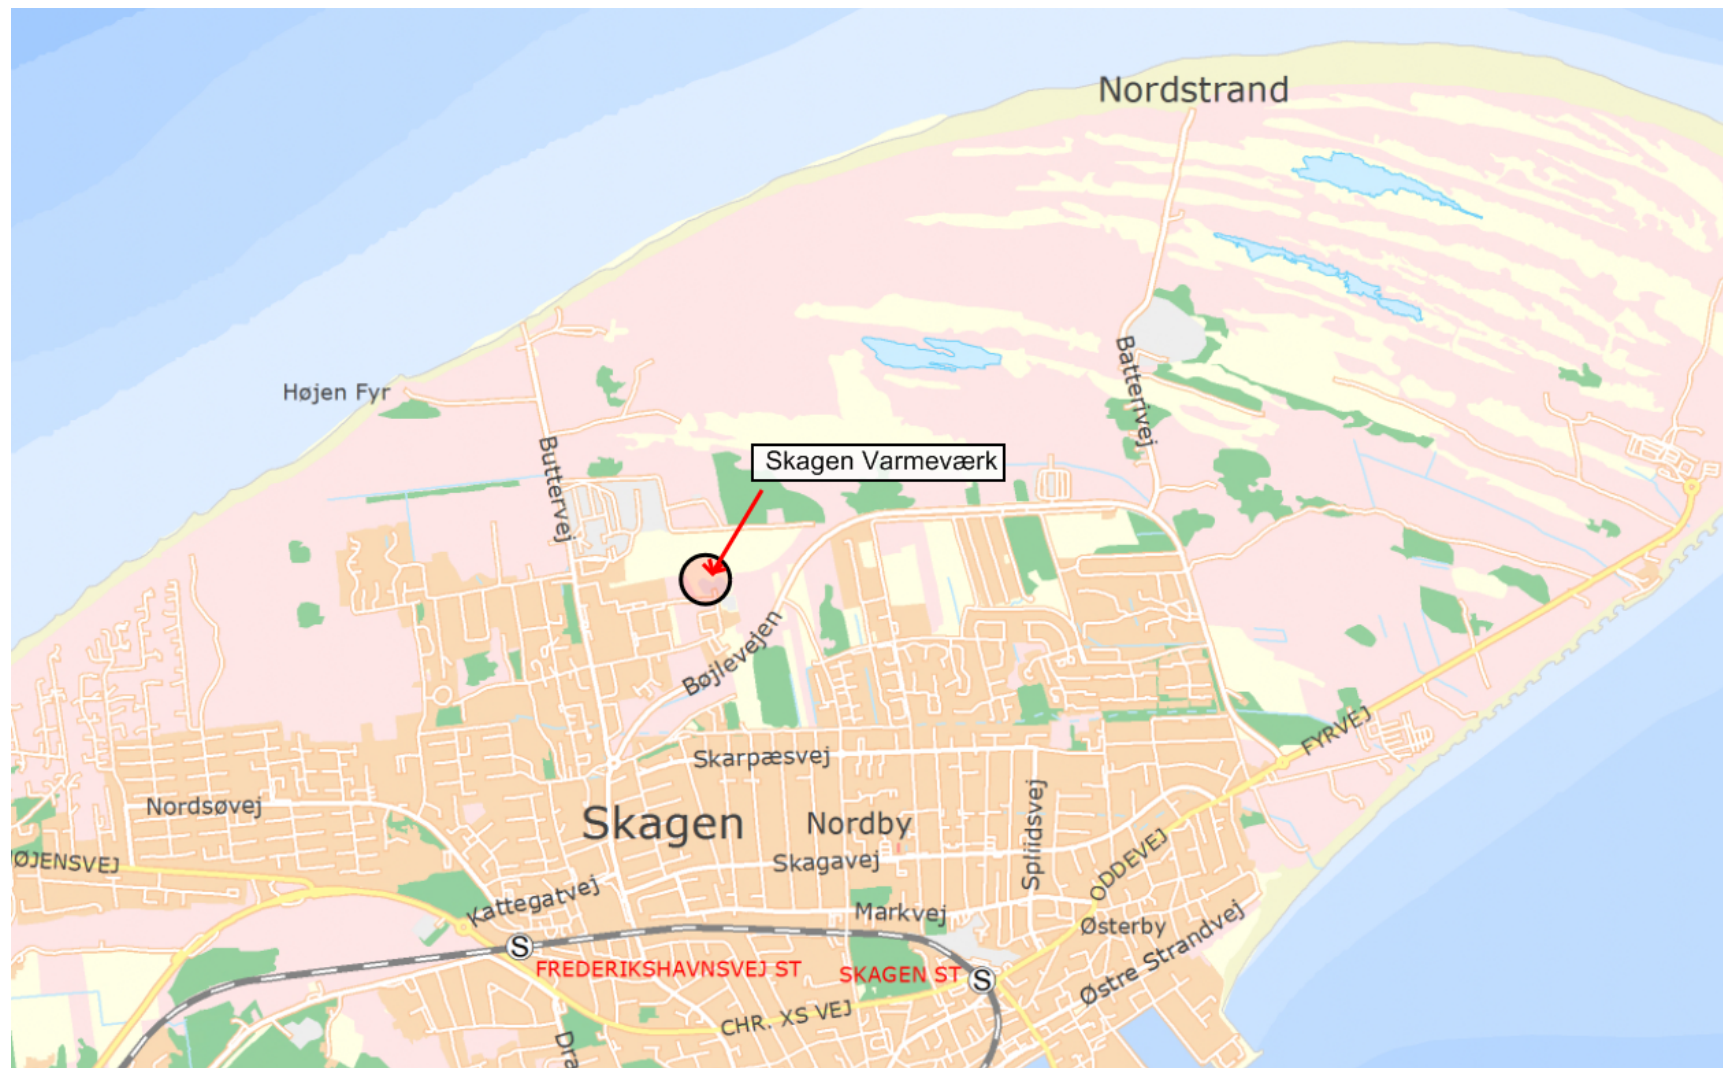 Nordstrand
Højen Fyr
Batterivej
Buttervej
Skagen Varmeværk
Bøjlevejen
FYRVEJ
Skarpæsvej
Nordsøvej
Skagen
Nordby
Spliidsvej
ØJENSVEJ
Skagavej
ODDEVEJ
Kattegatvej
Markvej
Østerby
Østre Strandvej
S
FREDERIKSHAVNSVEJ ST
SKAGEN ST
S
CHR. XS VEJ
Dra